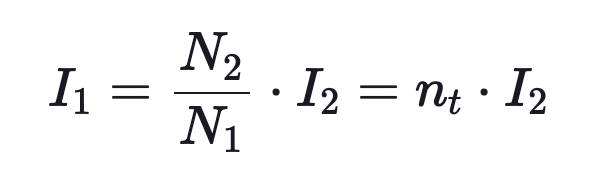 I₁ = N₂/N₁ · I₂ = nₜ · I₂